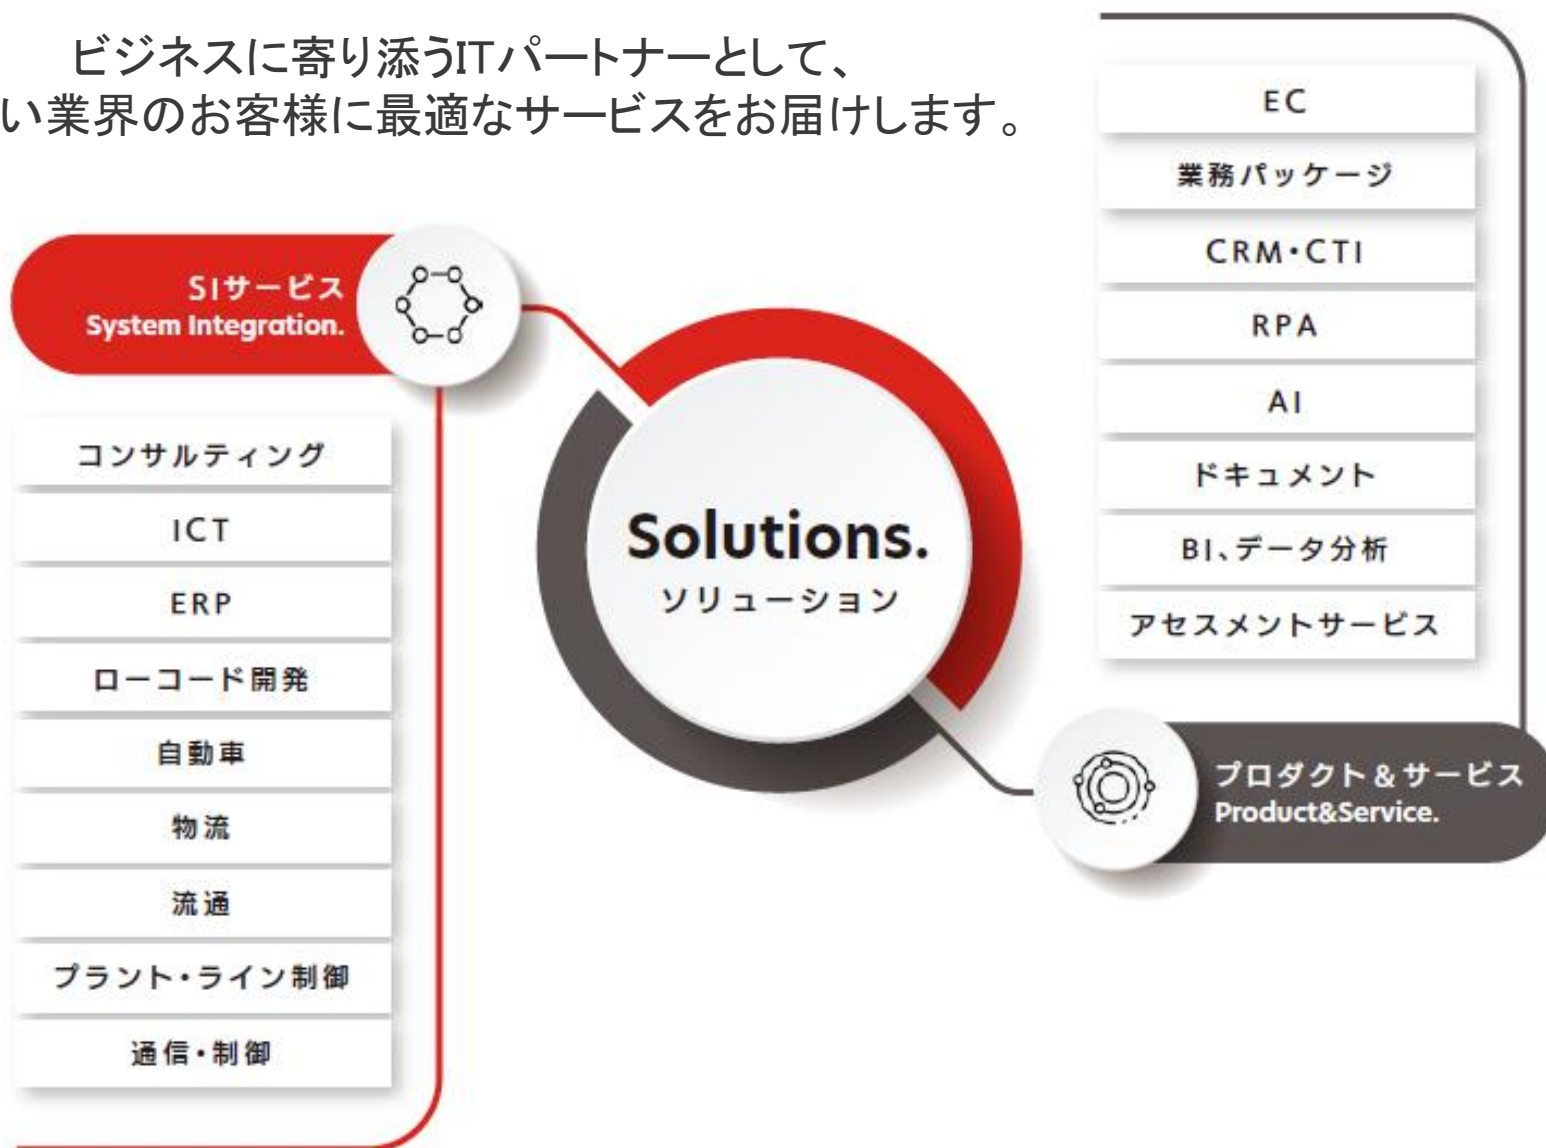 ビジネスに寄り添うITパートナーとして、
い業界のお客様に最適なサービスをお届けします。
SIサービス
System Integration.
コンサルティング
ICT
ERP
ローコード開発
自動車
物流
流通
プラント・ライン制御
通信・制御
Solutions.
ソリューション
EC
業務パッケージ
CRM・CTI
RPA
AI
ドキュメント
BI、データ分析
アセスメントサービス
プロダクト&サービス
Product&Service.